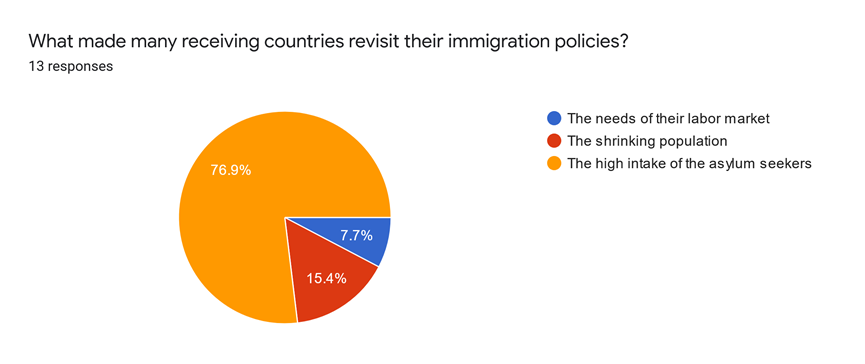 What made many receiving countries revisit their immigration policies?
13 responses
The needs of their labor market
The shrinking population
The high intake of the asylum seekers
76.9%
7.7%
15.4%